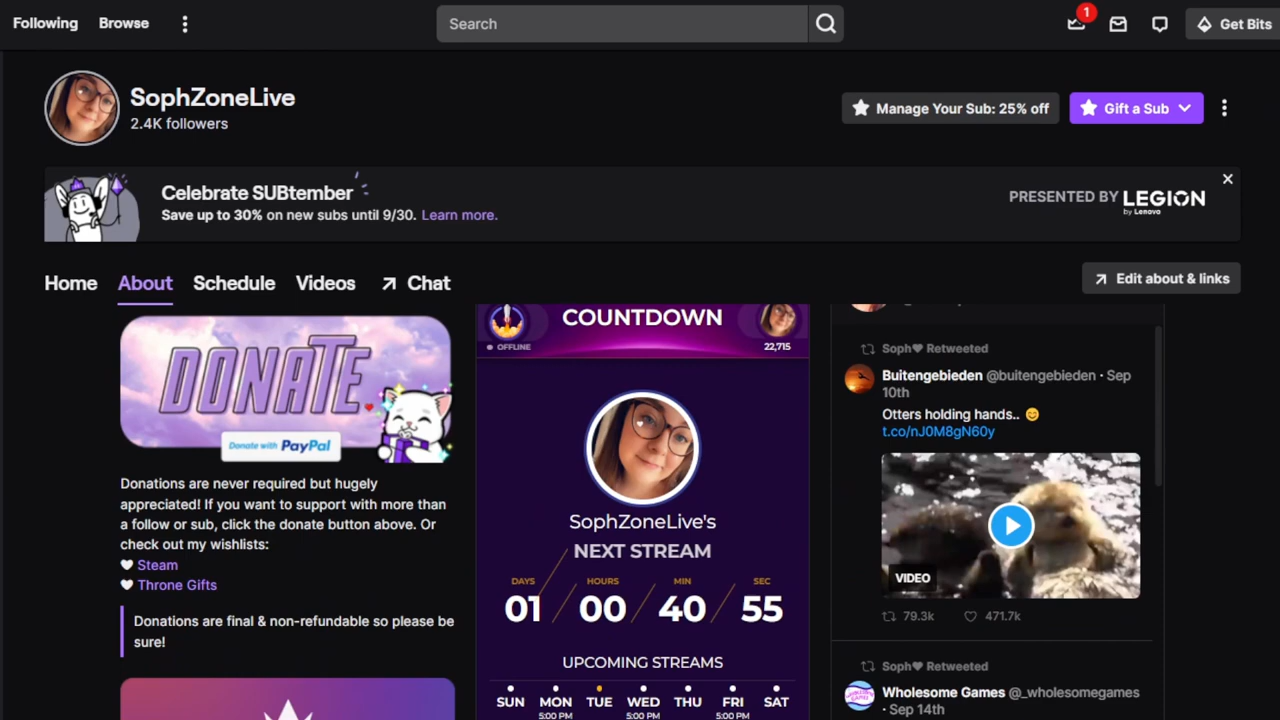 Following
Browse
Search
1
Get Bits
SophZoneLive
2.4K followers
Manage Your Sub: 25% off
Gift a Sub
Celebrate SUBtember
Save up to 30% on new subs until 9/30. Learn more.
PRESENTED BY LEGION
by Lenovo
Home
About
Schedule
Videos
Chat
Edit about & links
DONATE
Donate with PayPal
Donations are never required but hugely
appreciated! If you want to support with more than
a follow or sub, click the donate button above. Or
check out my wishlists:
Steam
Throne Gifts
Donations are final & non-refundable so please be
sure!
COUNTDOWN
OFFLINE
22,715
SophZoneLive's
NEXT STREAM
DAYS HOURS MIN SEC
01 00 40 55
UPCOMING STREAMS
SUN MON TUE WED THU FRI SAT
5:00 PM 5:00 PM 5:00 PM
Soph🖤 Retweeted
Buitengebieden @buitengebieden · Sep
10th
Otters holding hands.. 😊
t.co/nJ0M8gN60y
VIDEO
79.3k 471.7k
Soph🖤 Retweeted
Wholesome Games @_wholesomegames
· Sep 14th